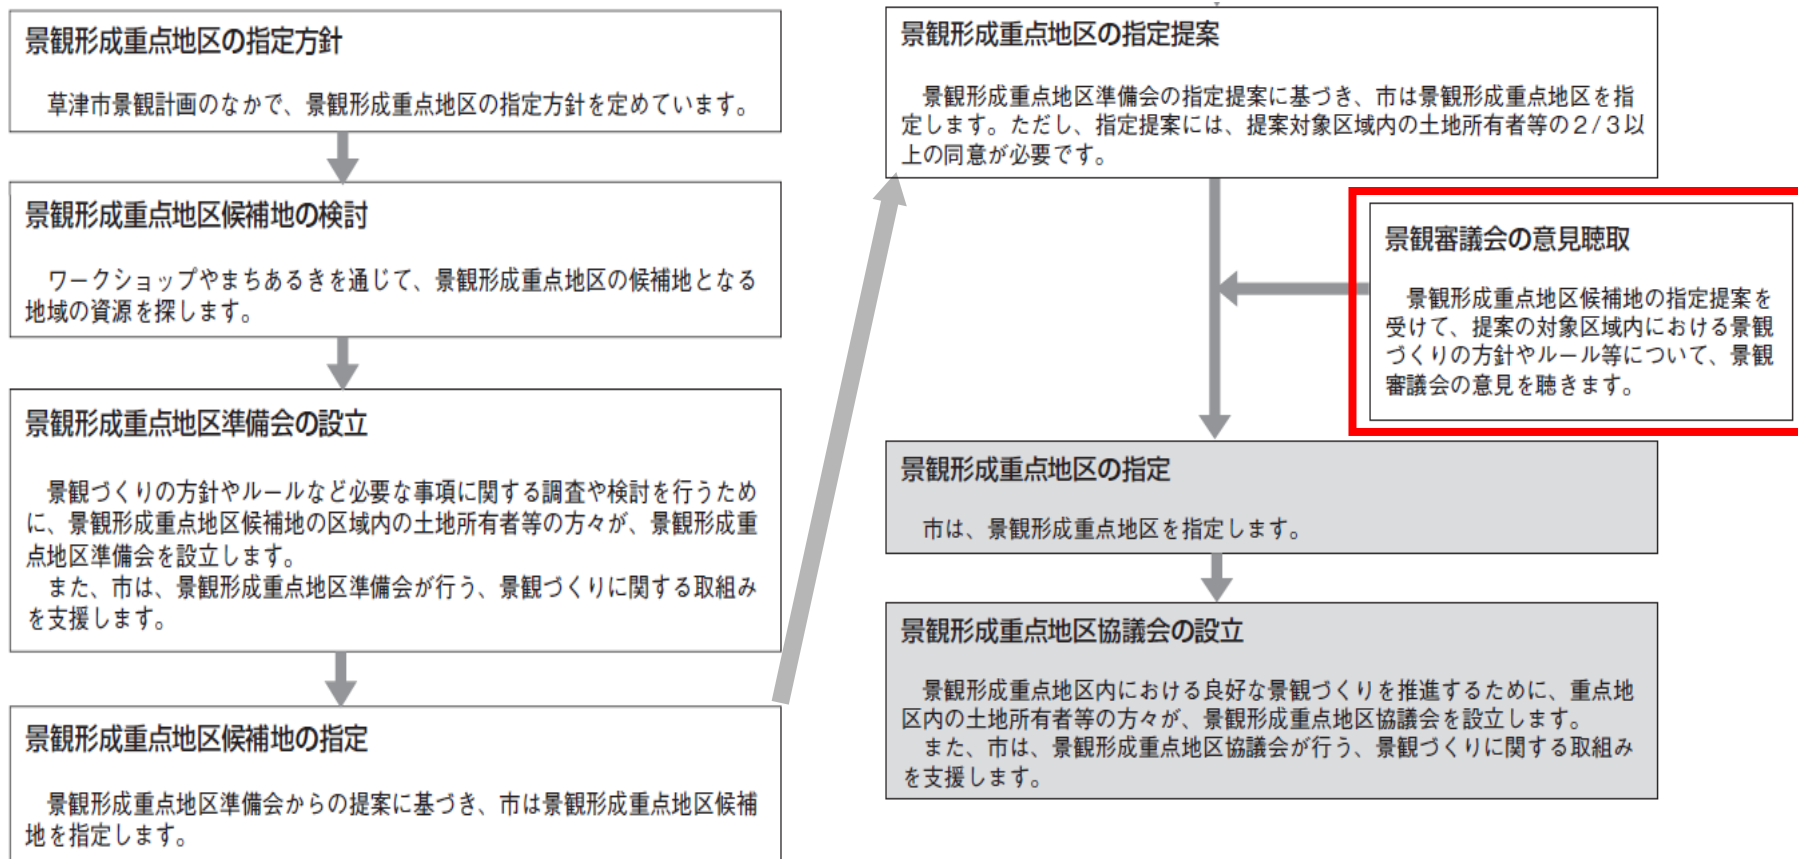 景観形成重点地区の指定方針
草津市景観計画のなかで、景観形成重点地区の指定方針を定めています。
景観形成重点地区候補地の検討
ワークショップやまちあるきを通じて、景観形成重点地区の候補地となる
地域の資源を探します。
景観形成重点地区準備会の設立
景観づくりの方針やルールなど必要な事項に関する調査や検討を行うため
に、景観形成重点地区候補地の区域内の土地所有者等の方々が、景観形成重
点地区準備会を設立します。
また、市は、景観形成重点地区準備会が行う、景観づくりに関する取組み
を支援します。
景観形成重点地区候補地の指定
景観形成重点地区準備会からの提案に基づき、市は景観形成重点地区候補
地を指定します。
景観形成重点地区の指定提案
景観形成重点地区準備会の指定提案に基づき、市は景観形成重点地区を指
定します。ただし、指定提案には、提案対象区域内の土地所有者等の2/3以
上の同意が必要です。
景観審議会の意見聴取
景観形成重点地区候補地の指定提案を
受けて、提案の対象区域内における景観
づくりの方針やルール等について、景観
審議会の意見を聴きます。
景観形成重点地区の指定
市は、景観形成重点地区を指定します。
景観形成重点地区協議会の設立
景観形成重点地区内における良好な景観づくりを推進するために、重点地
区内の土地所有者等の方々が、景観形成重点地区協議会を設立します。
また、市は、景観形成重点地区協議会が行う、景観づくりに関する取組み
を支援します。